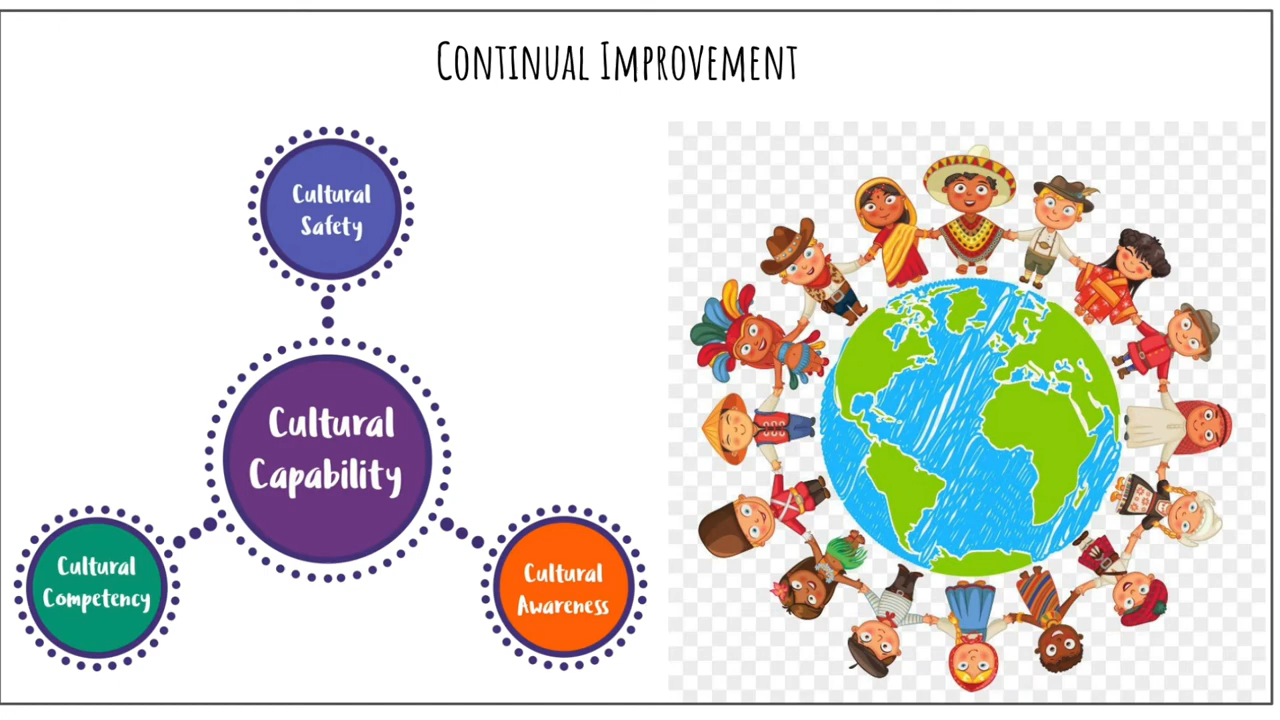 Continual Improvement
Cultural
Safety
Cultural
Capability
Cultural
Competency
Cultural
Awareness